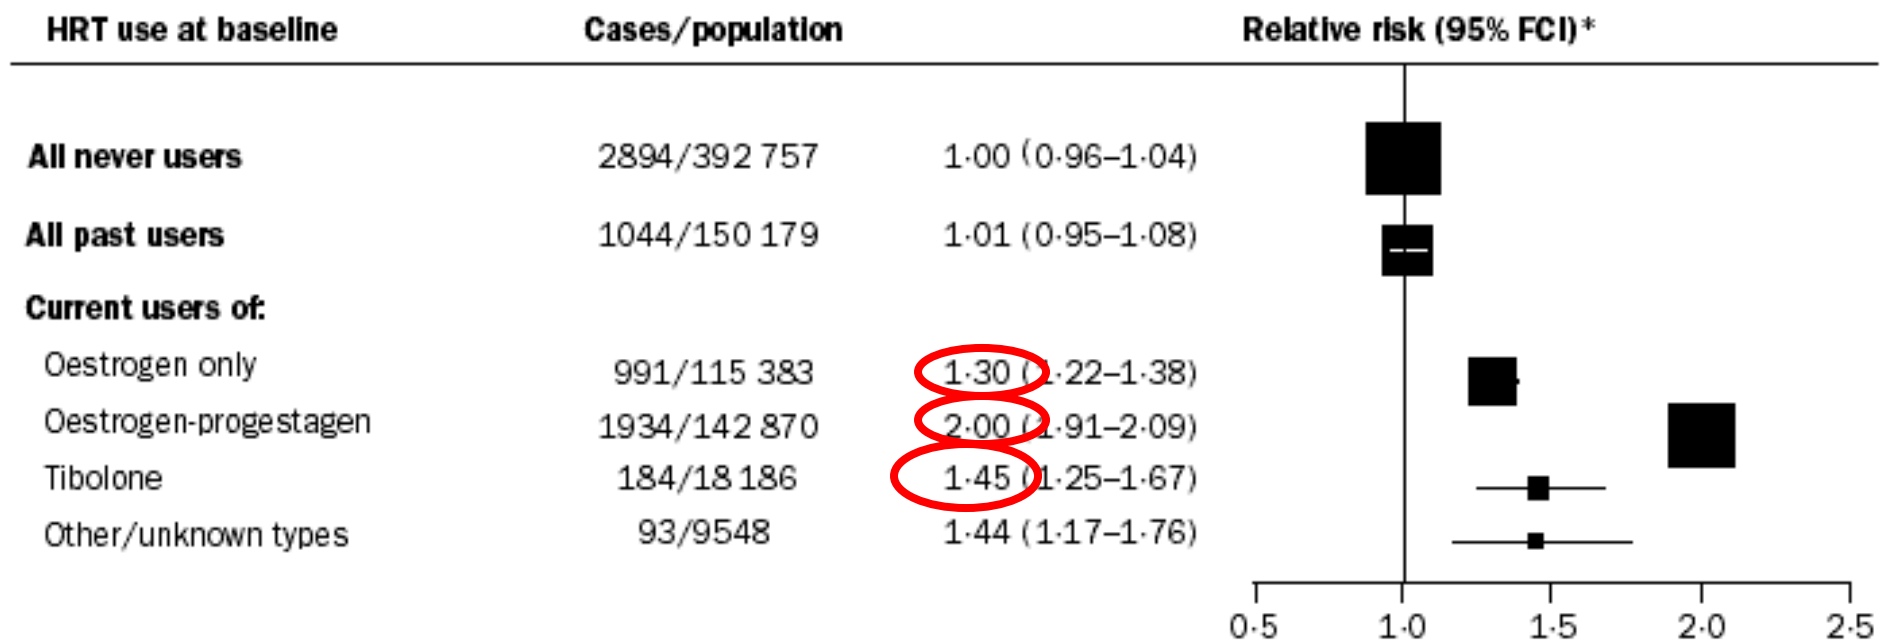 HRT use at baseline Cases/population Relative risk (95% FCI)*
All never users 2894/392 757 1·00 (0·96–1·04)
All past users 1044/150 179 1·01 (0·95–1·08)
Current users of:
Oestrogen only 991/115 383 1·30 (1·22–1·38)
Oestrogen-progestagen 1934/142 870 2·00 (1·91–2·09)
Tibolone 184/18 186 1·45 (1·25–1·67)
Other/unknown types 93/9548 1·44 (1·17–1·76)
0·5 1·0 1·5 2·0 2·5